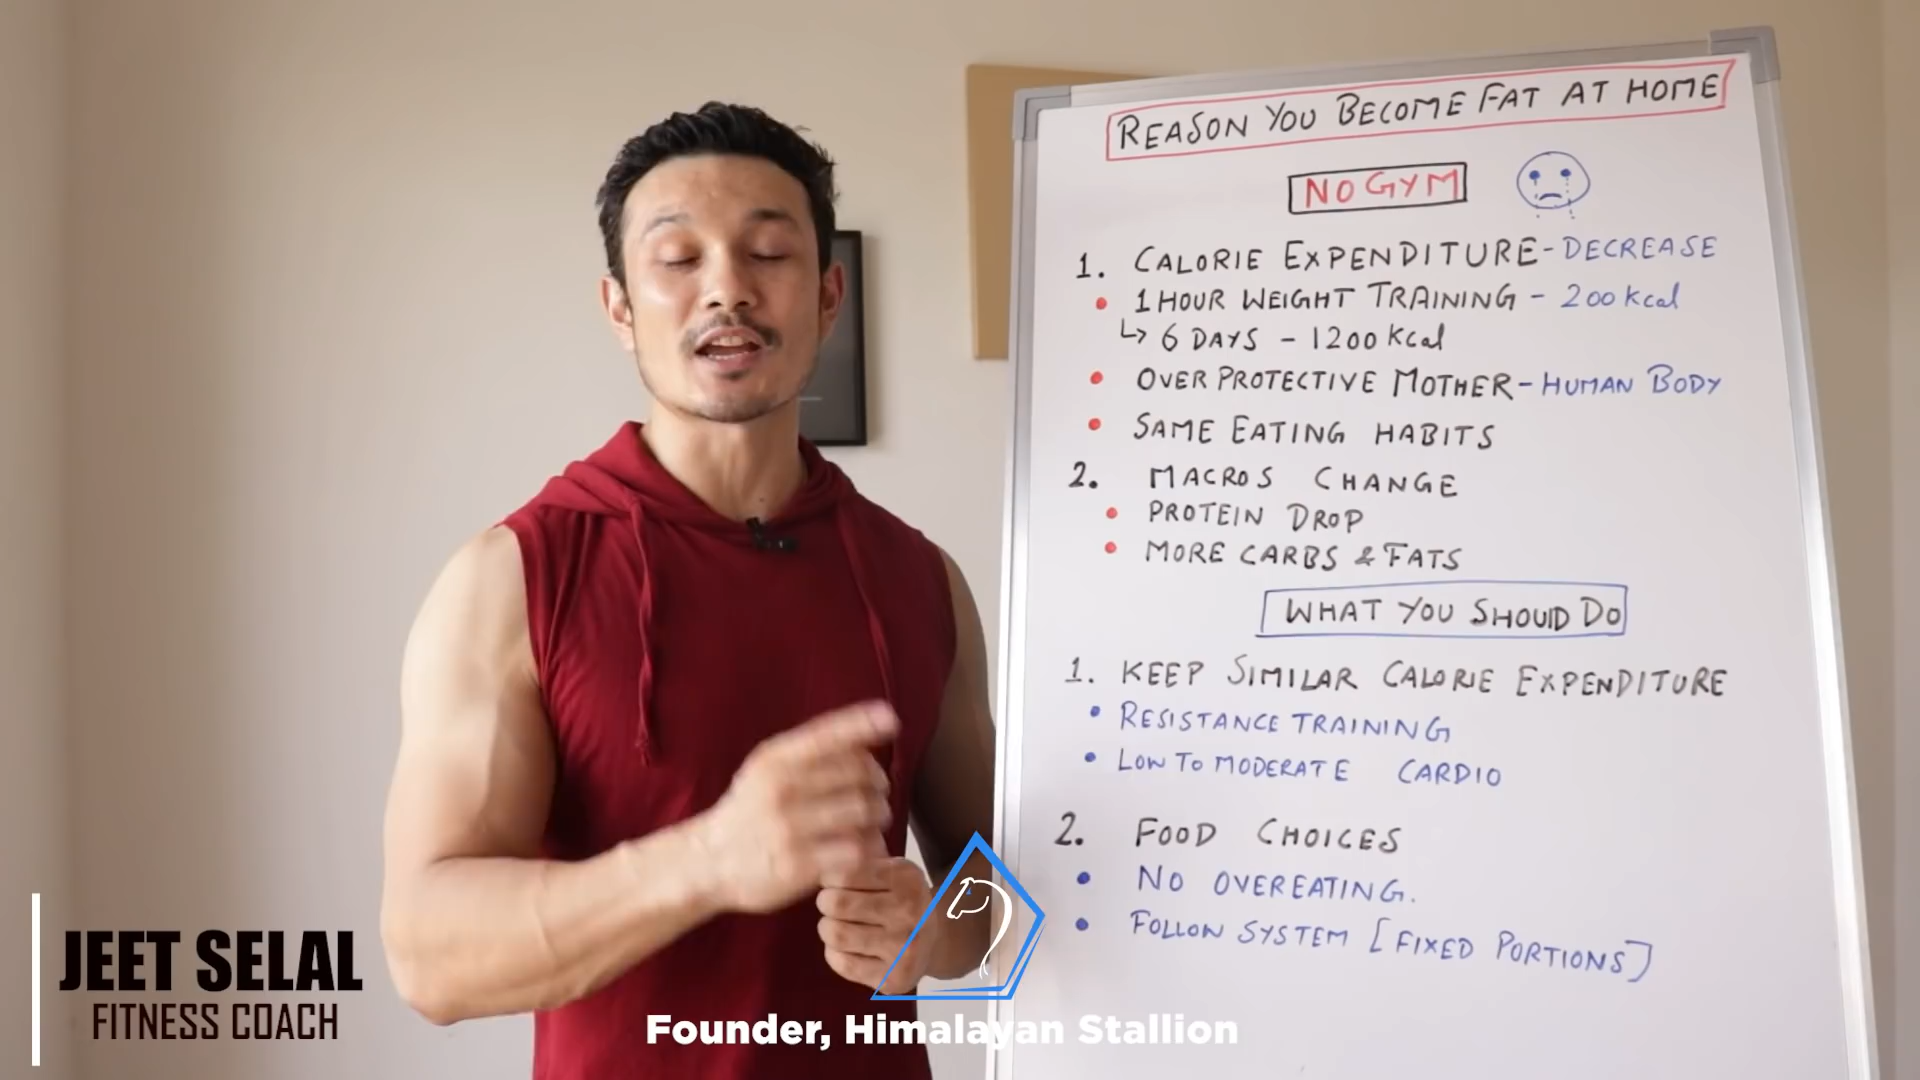 REASON YOU BECOME FAT AT HOME
NO GYM
1. CALORIE EXPENDITURE - DECREASE
• 1 HOUR WEIGHT TRAINING - 200 Kcal
↳ 6 DAYS - 1200 Kcal
• OVER PROTECTIVE MOTHER - HUMAN BODY
• SAME EATING HABITS
2. MACROS CHANGE
• PROTEIN DROP
• MORE CARBS & FATS
WHAT YOU SHOULD DO
1. KEEP SIMILAR CALORIE EXPENDITURE
• RESISTANCE TRAINING
• LOW TO MODERATE CARDIO
2. FOOD CHOICES
• NO OVEREATING.
• FOLLOW SYSTEM [FIXED PORTIONS]
JEET SELAL
FITNESS COACH
Founder, Himalayan Stallion